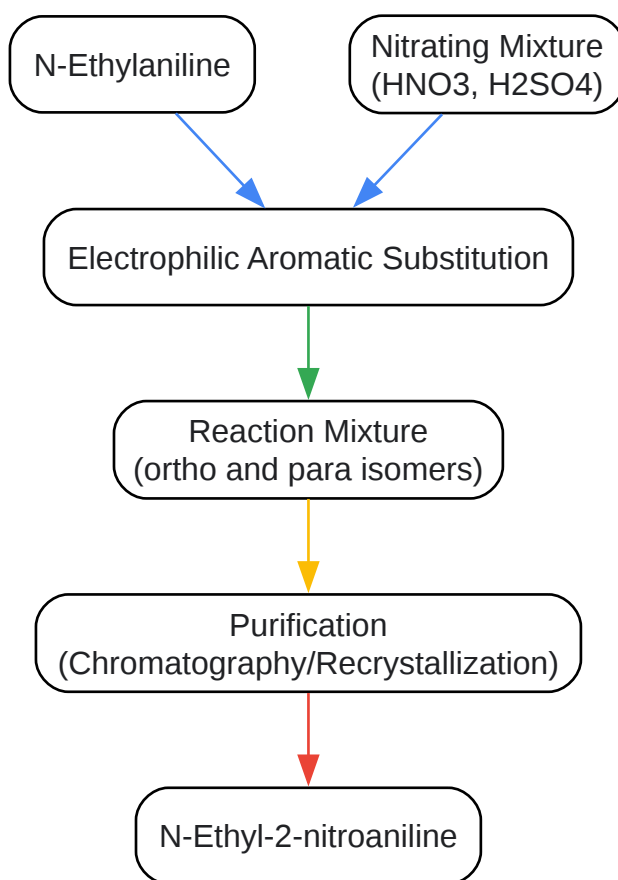 N-Ethylaniline
Nitrating Mixture
(HNO3, H2SO4)
Electrophilic Aromatic Substitution
Reaction Mixture
(ortho and para isomers)
Purification
(Chromatography/Recrystallization)
N-Ethyl-2-nitroaniline